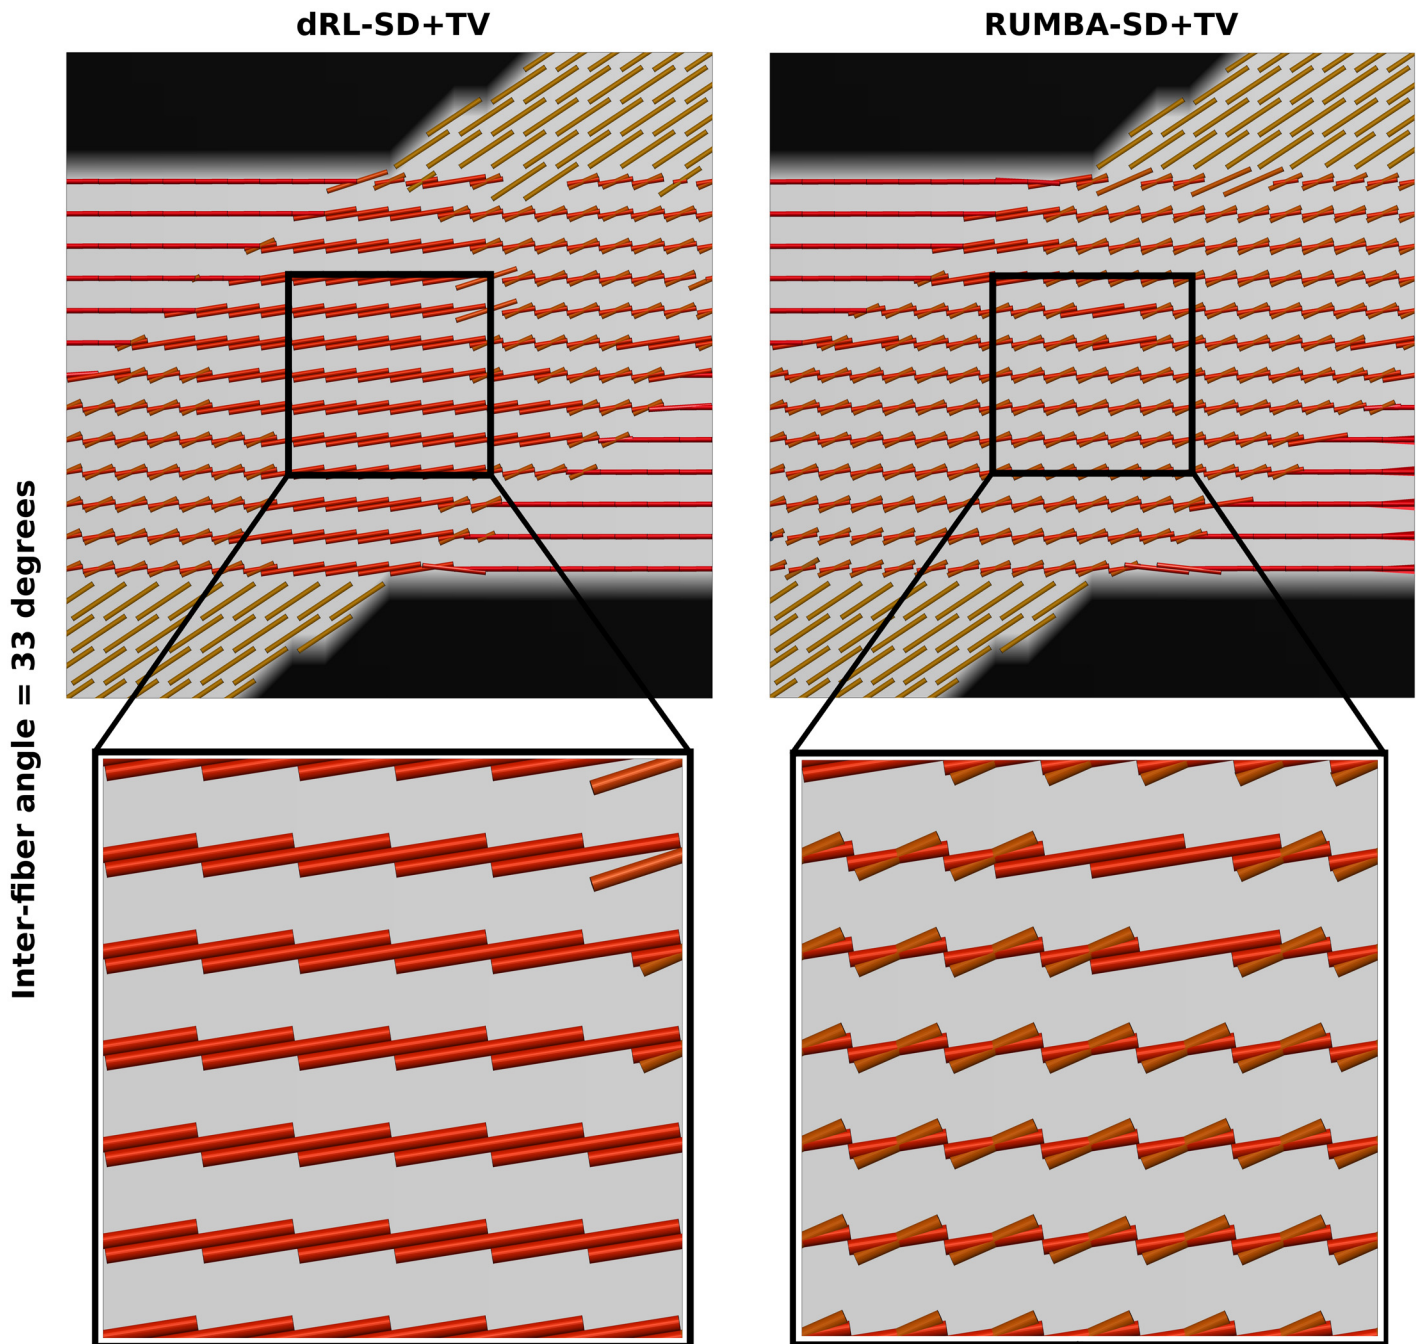 dRL-SD+TV
RUMBA-SD+TV
Inter-fiber angle = 33 degrees